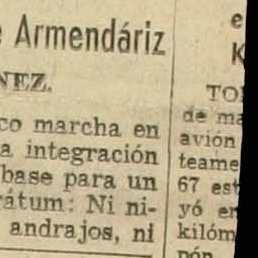 Armendáriz
NEZ.
co marcha en
a integración
base para un
rátum: Ni ni-
andrajos, ni
e
K
TO
de ma
avión
teame
67 est
yó en
kilóm